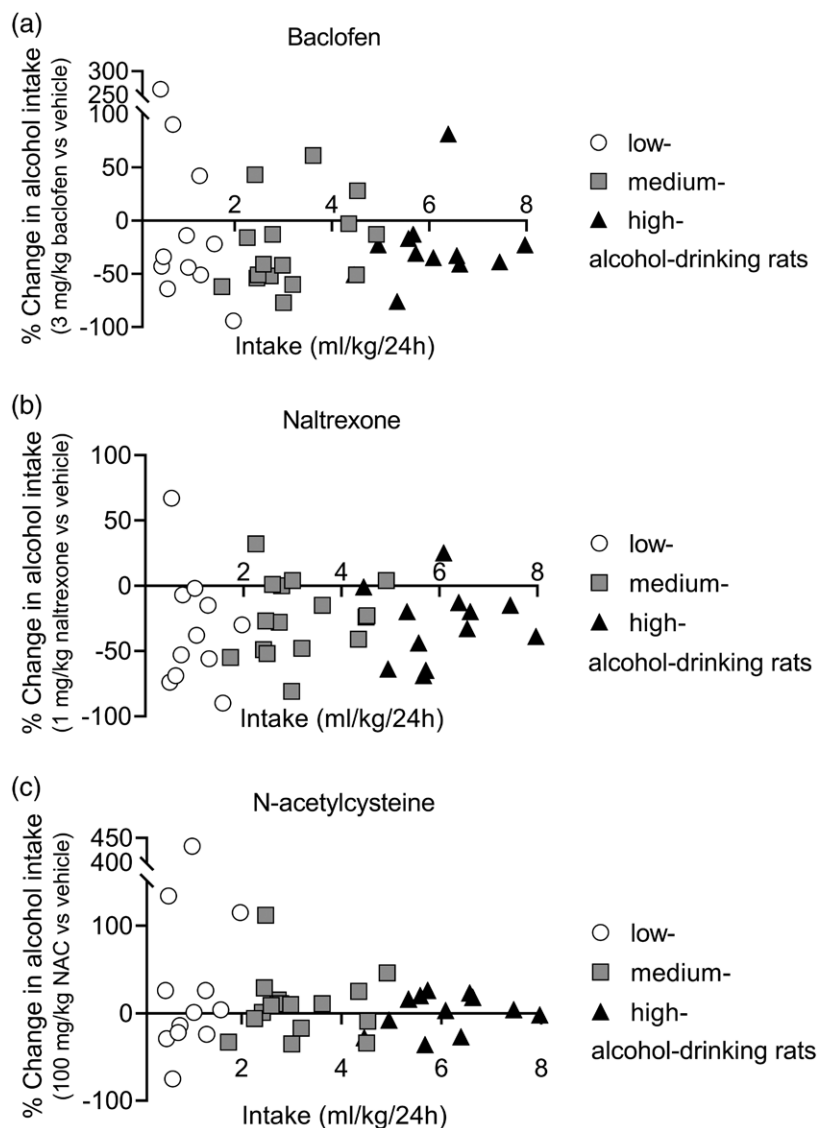 (a)
Baclofen
% Change in alcohol intake
(3 mg/kg baclofen vs vehicle)
300
250
100
50
0
-50
-100
2 4 6 8
Intake (ml/kg/24h)
low-
medium-
high-
alcohol-drinking rats
(b)
Naltrexone
% Change in alcohol intake
(1 mg/kg naltrexone vs vehicle)
100
50
0
-50
-100
2 4 6 8
Intake (ml/kg/24h)
low-
medium-
high-
alcohol-drinking rats
(c)
N-acetylcysteine
% Change in alcohol intake
(100 mg/kg NAC vs vehicle)
450
400
100
0
-100
2 4 6 8
Intake (ml/kg/24h)
low-
medium-
high-
alcohol-drinking rats